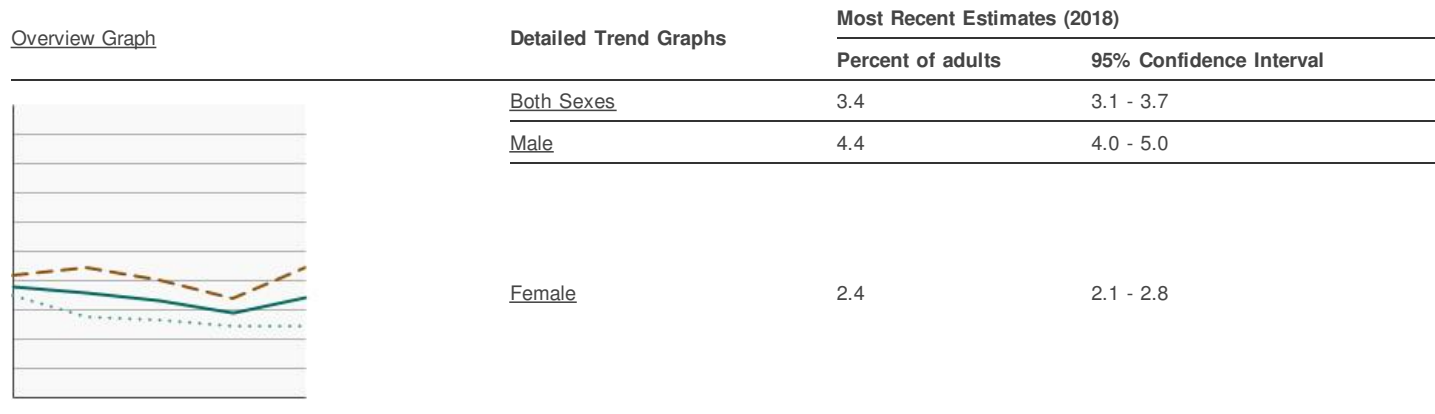 Overview Graph
Detailed Trend Graphs
Most Recent Estimates (2018)
Percent of adults
95% Confidence Interval
Both Sexes
3.4
3.1 - 3.7
Male
4.4
4.0 - 5.0
Female
2.4
2.1 - 2.8